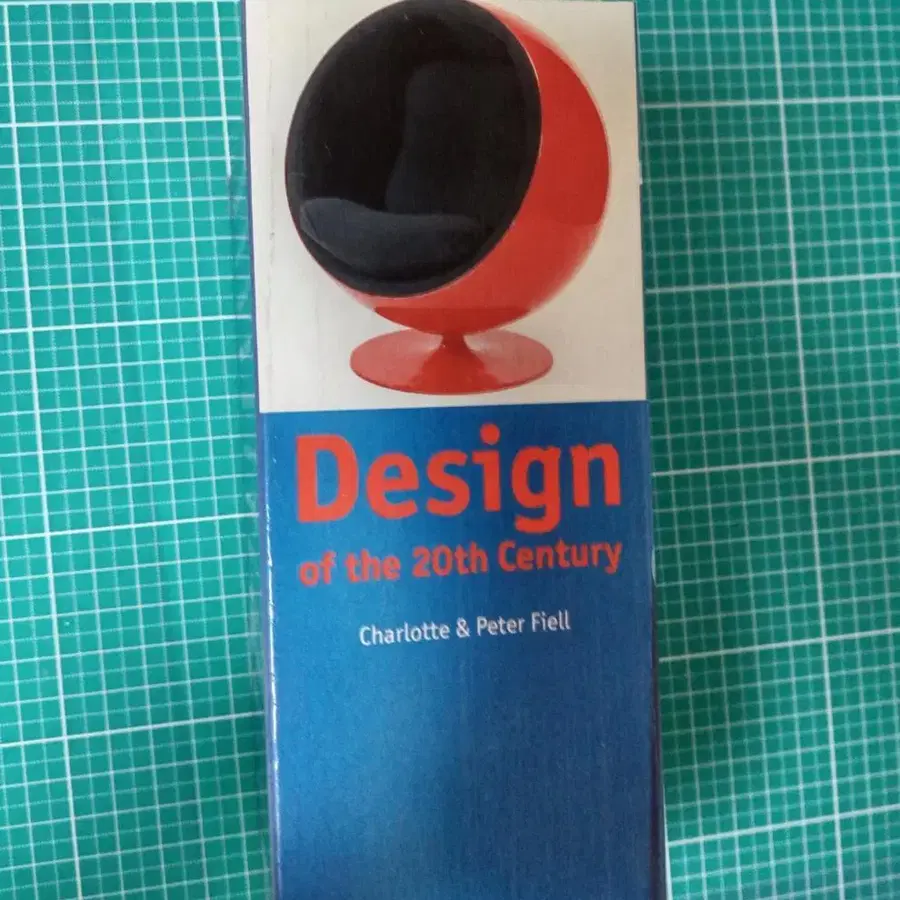 Design
of the 20th Century
Charlotte & Peter Fiell